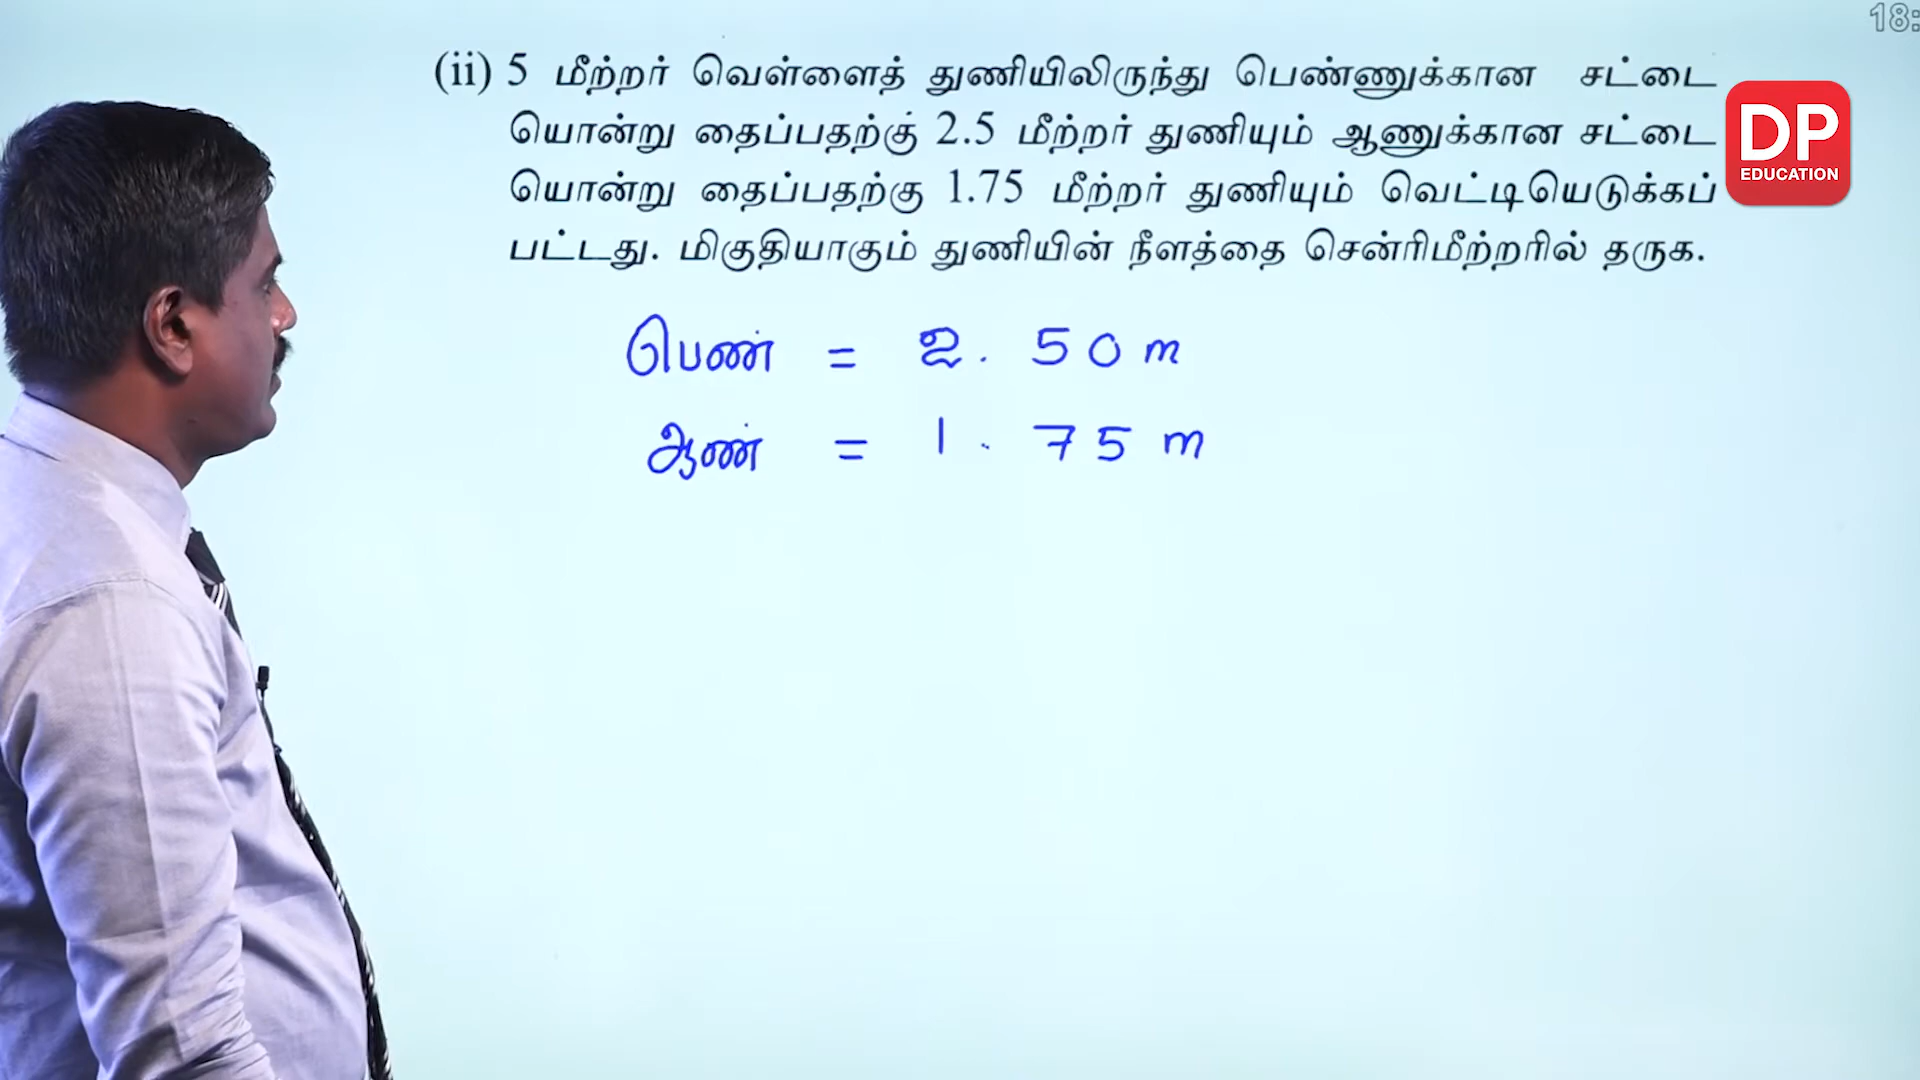 18:
(ii) 5 மீற்றர் வெள்ளைத் துணியிலிருந்து பெண்ணுக்கான சட்டை
யொன்று தைப்பதற்கு 2.5 மீற்றர் துணியும் ஆணுக்கான சட்டை
யொன்று தைப்பதற்கு 1.75 மீற்றர் துணியும் வெட்டியெடுக்கப்
பட்டது. மிகுதியாகும் துணியின் நீளத்தை சென்ரிமீற்றரில் தருக.
DP
EDUCATION
பெண் = 2.50 m
ஆண் = 1.75 m